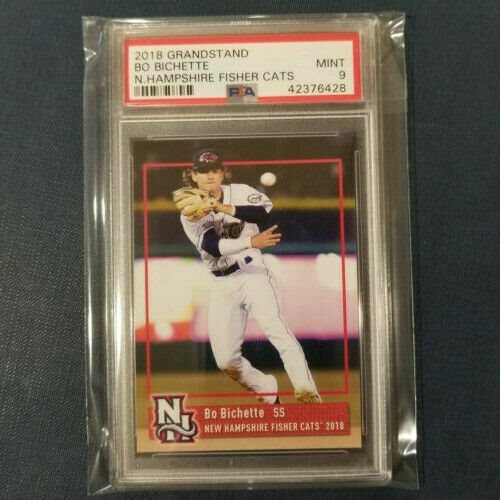 2018 GRANDSTAND
BO BICHETTE MINT
N.HAMPSHIRE FISHER CATS 9
PSA 42376428
NH
Bo Bichette SS
NEW HAMPSHIRE FISHER CATS® 2018